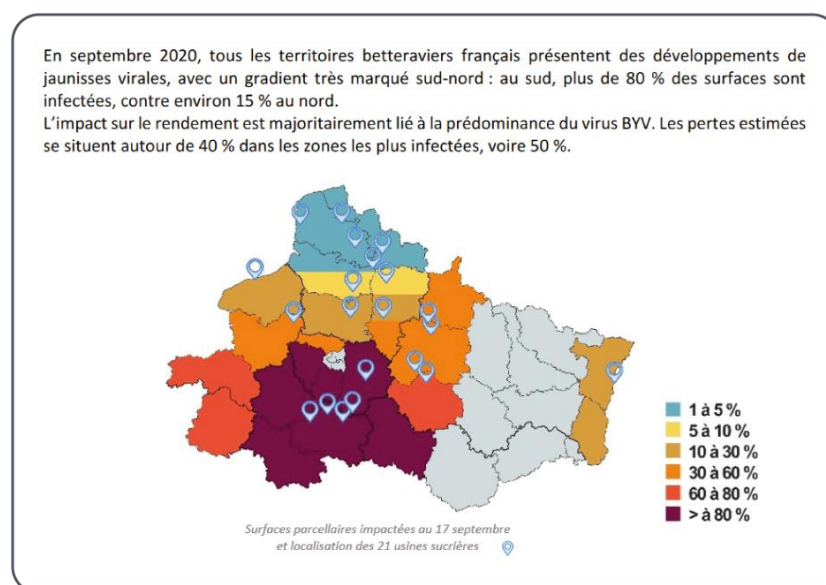 En septembre 2020, tous les territoires betteraviers français présentent des développements de
jaunisses virales, avec un gradient très marqué sud-nord : au sud, plus de 80 % des surfaces sont
infectées, contre environ 15 % au nord.
L’impact sur le rendement est majoritairement lié à la prédominance du virus BYV. Les pertes estimées
se situent autour de 40 % dans les zones les plus infectées, voire 50 %.
1 à 5 %
5 à 10 %
10 à 30 %
30 à 60 %
60 à 80 %
> à 80 %
Surfaces parcellaires impactées au 17 septembre
et localisation des 21 usines sucrières